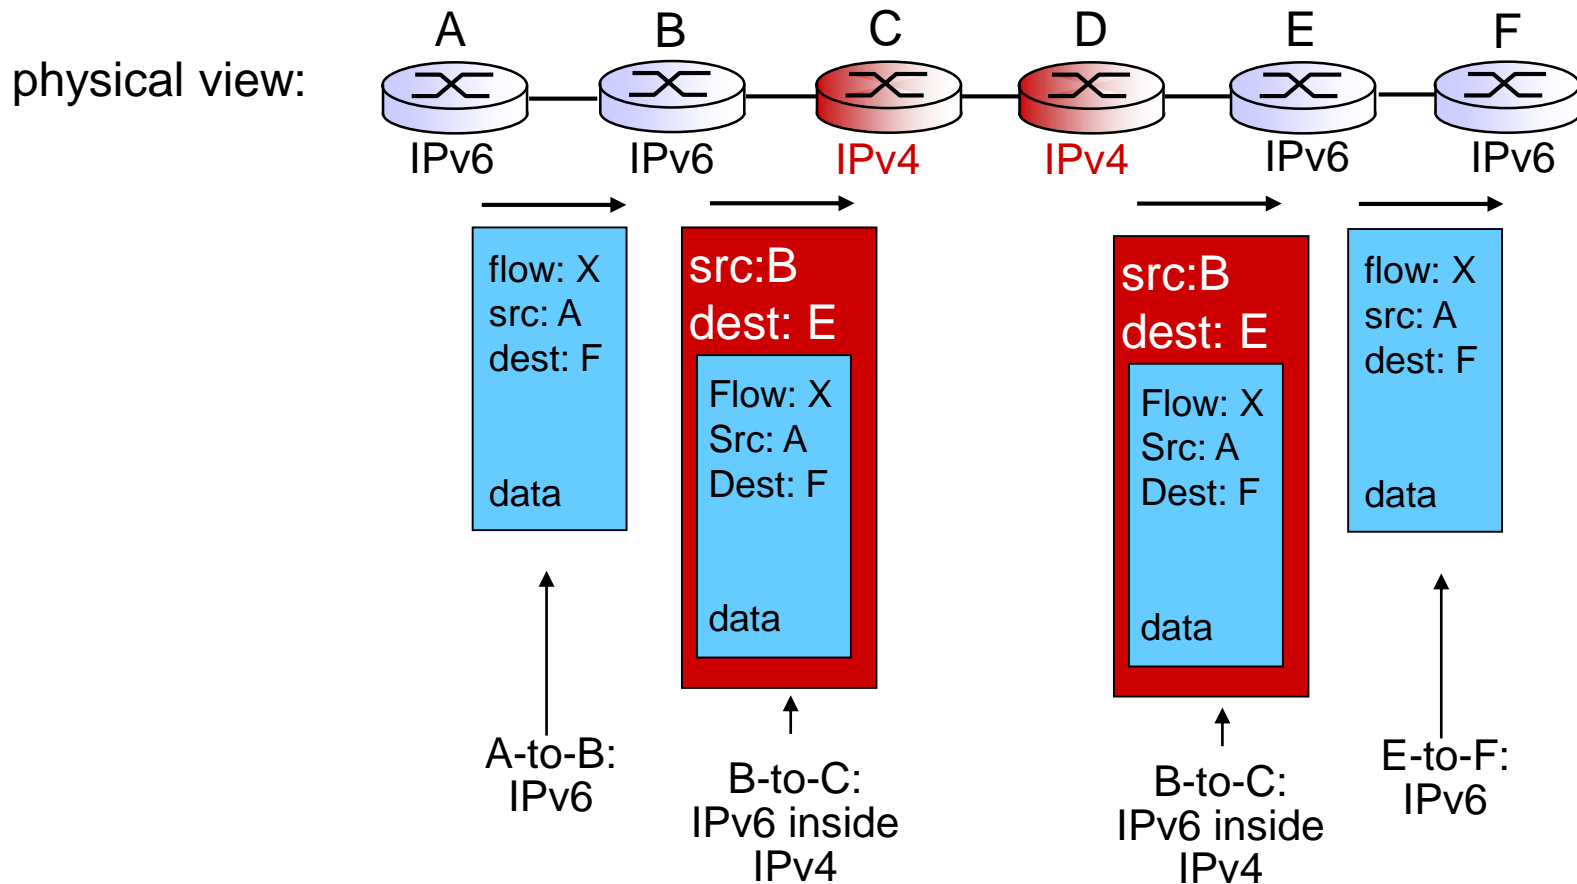 A B C D E F
physical view:
IPv6 IPv6 IPv4 IPv4 IPv6 IPv6
flow: X
src: A
dest: F
data
src:B
dest: E
Flow: X
Src: A
Dest: F
data
src:B
dest: E
Flow: X
Src: A
Dest: F
data
flow: X
src: A
dest: F
data
A-to-B:
IPv6
B-to-C:
IPv6 inside
IPv4
B-to-C:
IPv6 inside
IPv4
E-to-F:
IPv6